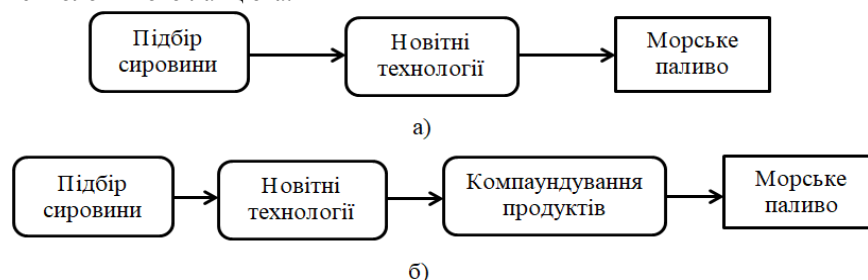 Підбір
сировини
Новітні
технології
Морське
паливо
а)
Підбір
сировини
Новітні
технології
Компаундування
продуктів
Морське
паливо
б)